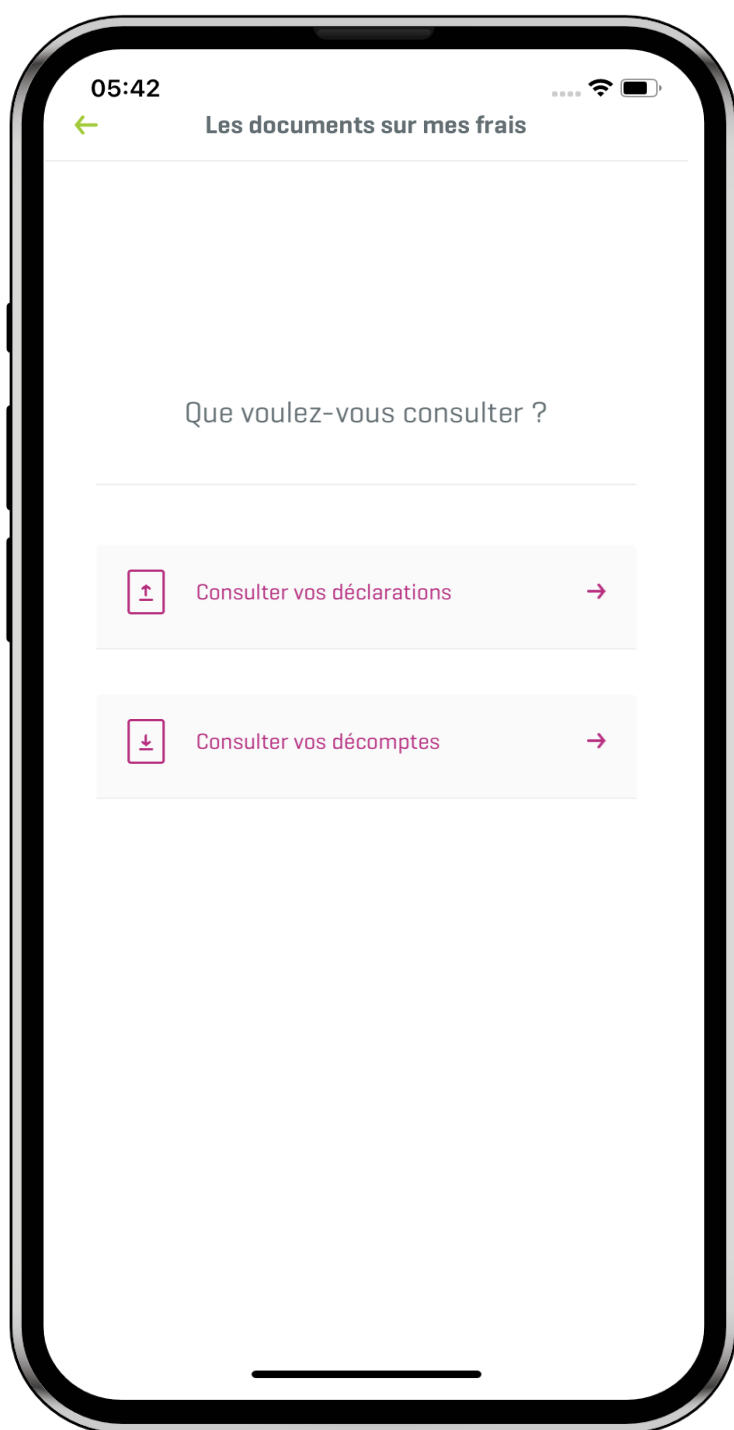 05:42
Les documents sur mes frais
Que voulez-vous consulter ?
Consulter vos déclarations
Consulter vos décomptes